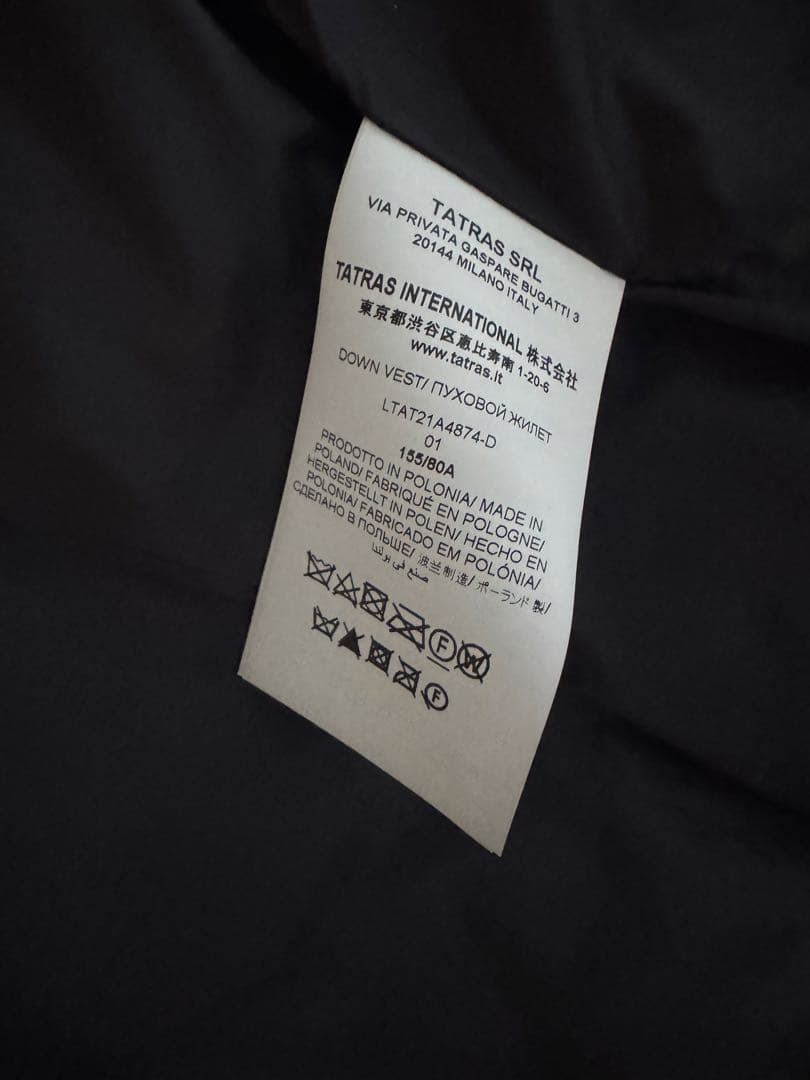 TATRAS SRL
VIA PRIVATA GASPARE BUGATTI 3
20144 MILANO ITALY
TATRAS INTERNATIONAL 株式会社
東京都渋谷区恵比寿南 1-20-6
www.tatras.it
DOWN VEST/ ПУХОВОЙ ЖИЛЕТ
LTAT21A4874-D
01
155/80A
PRODOTTO IN POLONIA/ MADE IN
POLAND/ FABRIQUÉ EN POLOGNE/
HERGESTELLT IN POLEN/ HECHO EN
POLONIA/ FABRICADO EM POLÓNIA/
СДЕЛАНО В ПОЛЬШЕ/ 波兰制造/ ポーランド 製/
صنع في بولندا
F W
F